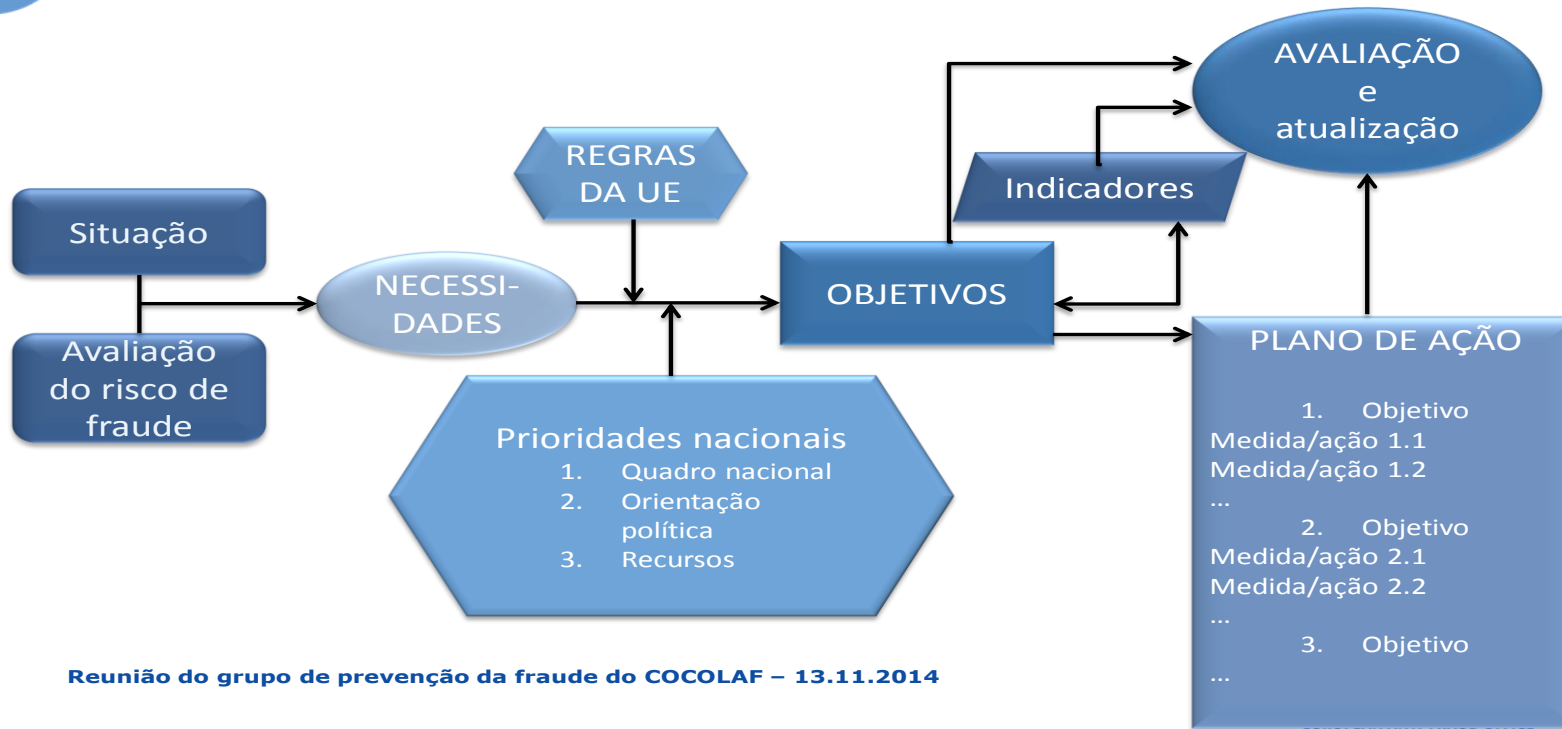 AVALIAÇÃO
e
atualização
REGRAS
DA UE
Indicadores
Situação
NECESSI-
DADES
OBJETIVOS
Avaliação
do risco de
fraude
PLANO DE AÇÃO
1. Objetivo
Medida/ação 1.1
Medida/ação 1.2
...
2. Objetivo
Medida/ação 2.1
Medida/ação 2.2
...
3. Objetivo
...
Prioridades nacionais
1. Quadro nacional
2. Orientação
política
3. Recursos
Reunião do grupo de prevenção da fraude do COCOLAF – 13.11.2014